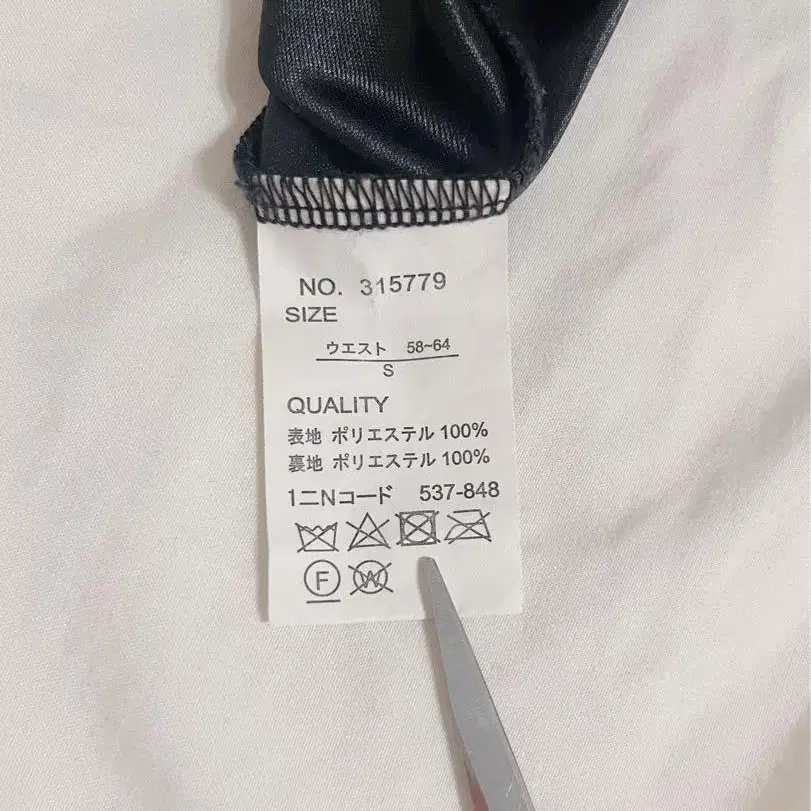 NO. 315779
SIZE
ウエスト 58~64
S
QUALITY
表地 ポリエステル 100%
裏地 ポリエステル 100%
1ニNコード 537-848
F W